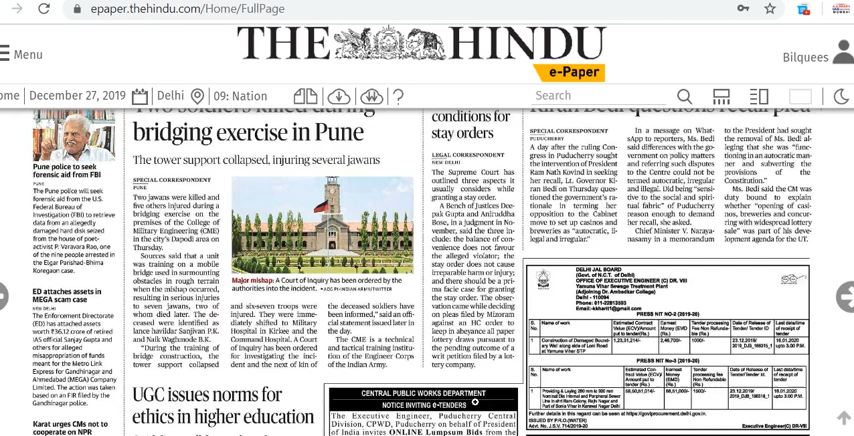 epaper.thehindu.com/Home/FullPage
THE HINDU
e-Paper
Menu
Bilquees
ome | December 27, 2019
Delhi
09: Nation
?
Search
bridging exercise in Pune
The tower support collapsed, injuring several jawans
Pune police to seek
forensic aid from FBI
PUNE
The Pune police will seek
forensic aid from the U.S.
Federal Bureau of
Investigation (FBI) to retrieve
data from an allegedly
damaged hard disk seized
from the house of poet-
activist P. Varavara Rao, one
of the nine people arrested in
the Elgar Parishad-Bhima
Koregaon case.
ED attaches assets in
MEGA scam case
The Enforcement Directorate
(ED) has attached assets
worth ₹36.12 crore of retired
IAS officer Sanjay Gupta and
others for alleged
misappropriation of funds
meant for the Metro Link
Express for Gandhinagar and
Ahmedabad (MEGA) Company
Limited. The action was taken
based on an FIR filed by the
Gandhinagar police.
Karat urges CMs not to
cooperate on NPR
SPECIAL CORRESPONDENT
PUNE
Two jawans were killed and
five others injured during a
bridging exercise on the
premises of the College of
Military Engineering (CME)
in the city's Dapodi area on
Thursday.
Sources said that a unit
was training on a mobile
bridge used in surmounting
obstacles in rough terrain
when the mishap occurred,
resulting in serious injuries
to seven jawans, two of
whom died later. The de-
ceased were identified as
lance havildar Sanjivan P.K.
and Naik Waghmode B.K.
"During the training of
bridge construction, the
tower support collapsed
Major mishap: A Court of Inquiry has been ordered by the
authorities into the incident.
and six-seven troops were
injured. They were imme-
diately shifted to Military
Hospital in Kirkee and the
Command Hospital. A Court
of Inquiry has been ordered
for investigating the inci-
dent and the next of kin of
the deceased soldiers have
been informed," said an of-
ficial statement issued later in
the day.
The CME is a technical
and tactical training institu-
tion of the Engineer Corps
of the Indian Army.
UGC issues norms for
ethics in higher education
conditions for
stay orders
LEGAL CORRESPONDENT
NEW DELHI
The Supreme Court has
outlined three aspects it
usually considers while
granting a stay order.
A Bench of Justices Dee-
pak Gupta and Aniruddha
Bose, in a judgment in No-
vember, said the three in-
clude: the balance of con-
venience does not favour
the alleged violator; the
stay order does not cause
irreparable harm or injury;
and there should be a pri-
ma facie case for granting
the stay order. The obser-
vation came while deciding
on pleas filed by Mizoram
against an HC order to
keep in abeyance all paper
lottery draws pursuant to
the pending outcome of a
writ petition filed by a lot-
tery company.
CENTRAL PUBLIC WORKS DEPARTMENT
NOTICE INVITING e-TENDERS
The Executive Engineer, Puducherry Central
Division, CPWD, Puducherry on behalf of President
of India invites ONLINE Lumpsum Bids from the
Kiran Bedi questions recall plea
SPECIAL CORRESPONDENT
PUDUCHERRY
A day after the ruling Con-
gress in Puducherry sought
the intervention of President
Ram Nath Kovind in seeking
her recall, Lt. Governor Ki-
ran Bedi on Thursday ques-
tioned the government's ra-
tionale in terming her
opposition to the Cabinet
move to set up casinos and
breweries as "autocratic, il-
legal and irregular."
In a message on What-
sApp to reporters, Ms. Bedi
said differences with the go-
vernment on policy matters
and referring such disputes
to the Centre could not be
termed autocratic, irregular
and illegal. Did being "sensi-
tive to the social and spiri-
tual fabric" of Puducherry
reason enough to demand
her recall, she asked.
Chief Minister V. Naraya-
nasamy in a memorandum
to the President had sought
the removal of Ms. Bedi al-
leging that she was "func-
tioning in an autocratic man-
ner and subverting the
provisions of the
Constitution."
Ms. Bedi said the CM was
duty bound to explain
whether "opening of casi-
nos, breweries and concur-
ring with widespread lottery
sale" was part of his deve-
lopment agenda for the UT.
DELHI JAL BOARD
(Govt. of N.C.T. of Delhi)
OFFICE OF EXECUTIVE ENGINEER (C) DR. VIII
Yamuna Vihar Sewage Treatment Plant
(Adjoining Dr. Ambedkar College)
Delhi - 110094
PRESS NIT NO-2 (2019-20)
PRESS NIT No-3 (2019-20)